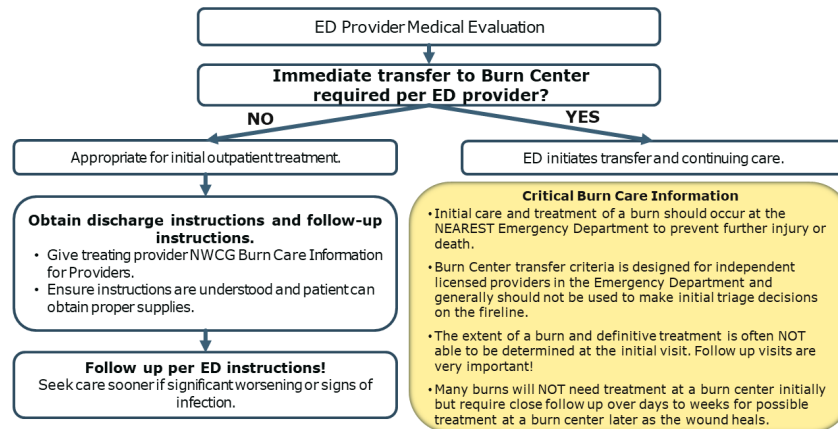 ED Provider Medical Evaluation
Immediate transfer to Burn Center
required per ED provider?
NO
YES
Appropriate for initial outpatient treatment.
ED initiates transfer and continuing care.
Obtain discharge instructions and follow-up
instructions.
• Give treating provider NWCG Burn Care Information
for Providers.
• Ensure instructions are understood and patient can
obtain proper supplies.
Follow up per ED instructions!
Seek care sooner if significant worsening or signs of
infection.
Critical Burn Care Information
• Initial care and treatment of a burn should occur at the
NEAREST Emergency Department to prevent further injury or
death.
• Burn Center transfer criteria is designed for independent
licensed providers in the Emergency Department and
generally should not be used to make initial triage decisions
on the fireline.
• The extent of a burn and definitive treatment is often NOT
able to be determined at the initial visit. Follow up visits are
very important!
• Many burns will NOT need treatment at a burn center initially
but require close follow up over days to weeks for possible
treatment at a burn center later as the wound heals.